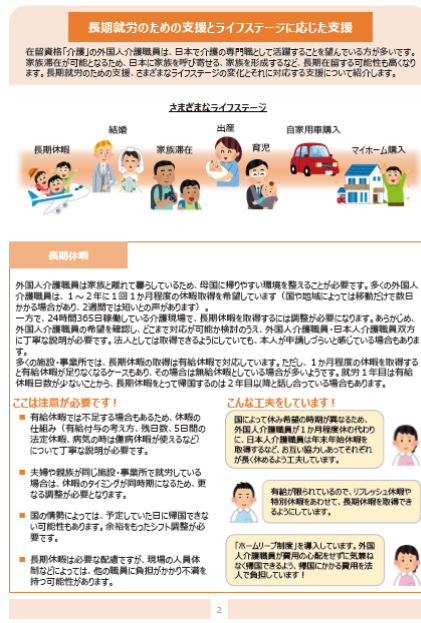 長期就労のための支援とライフステージに応じた支援
在留資格「介護」の外国人介護職員は、日本で介護の専門職として活躍することを望んでいる方が多いです。
家族滞在が可能となるため、日本に家族を呼び寄せる、家族を形成するなど、長期在留する可能性も高くなり
ます。長期就労のための支援、さまざまなライフステージの変化とそれに対応する支援について紹介します。
さまざまなライフステージ
長期休暇
結婚
家族滞在
出産
育児
自家用車購入
マイホーム購入
長期休暇
外国人介護職員は家族と離れて暮らしているため、母国に帰りやすい環境を整えることが必要です。多くの外国人
介護職員は、1～2年に1回1か月程度の休暇取得を希望しています（国や地域によっては移動だけで数日
かかる場合があり、2週間では短いとの声があります）。
一方で、24時間365日稼働している介護現場で、長期休暇を取得するには調整が必要になります。あらかじめ、
外国人介護職員の希望を確認し、どこまで対応が可能か検討のうえ、外国人介護職員・日本人介護職員双方
に丁寧な説明が必要です。法人としては取得できるようにしていても、本人が申請しづらいと感じている場合もありま
す。
多くの施設・事業所では、長期休暇の取得は有給休暇で対応しています。ただし、1か月程度の休暇を取得する
と有給休暇が足りなくなるケースもあり、その場合は無給休暇としている場合が多いようです。就労1年目は有給
休暇日数が少ないことから、長期休暇をとって帰国するのは2年目以降と話し合っている場合もあります。
ここは注意が必要です！
有給休暇では不足する場合もあるため、休暇の
仕組み（有給付与の考え方、残日数、5日間の
法定休暇、病気の時は傷病休暇が使えるなど）
について丁寧な説明が必要です。
夫婦や親族が同じ施設・事業所で就労している
場合は、休暇のタイミングが同時期になるため、更
なる調整が必要となります。
国の情勢によっては、予定していた日に帰国できな
い可能性もあります。余裕をもったシフト調整が必
要です。
長期休暇は必要な配慮ですが、現場の人員体
制などによっては、他の職員に負担がかかり不満を
持つ可能性があります。
こんな工夫をしています！
国によって休み希望の時期が異なるため、
外国人介護職員が1か月程度休む代わり
に、日本人介護職員は年末年始休暇を
取得するなど、お互い協力しあってそれぞれ
が長く休めるよう工夫しています。
有給が限られているので、リフレッシュ休暇や
特別休暇をあわせて、長期休暇を取得でき
るようにしています。
「ホームリーブ制度」を導入しています。外国
人介護職員が費用の心配をせずに気兼ね
なく帰国できるよう、帰国にかかる費用を法
人で負担しています！
2